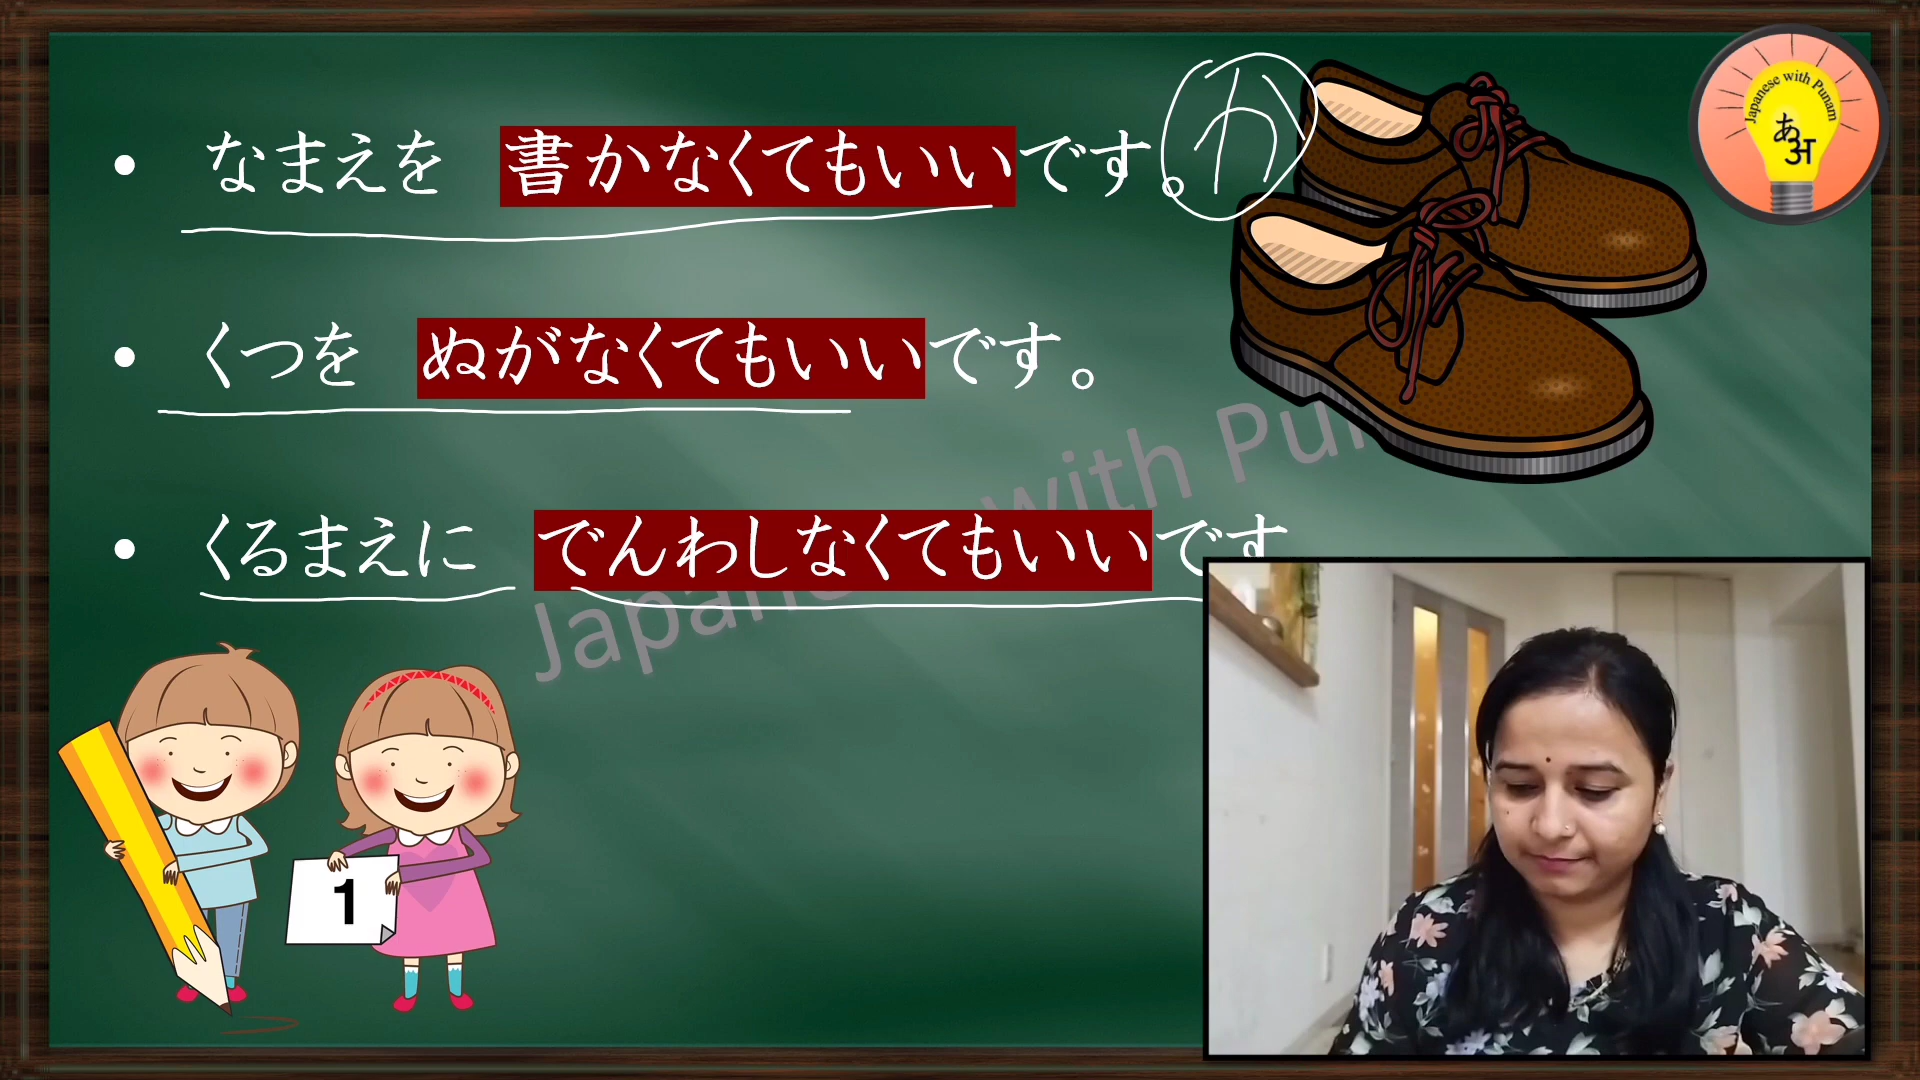 • なまえを 書かなくてもいいです。か
• くつを ぬがなくてもいいです。
• くるまえに でんわしなくてもいいです
Japanese with Pu
1
Japanese with Punam
あ
अ